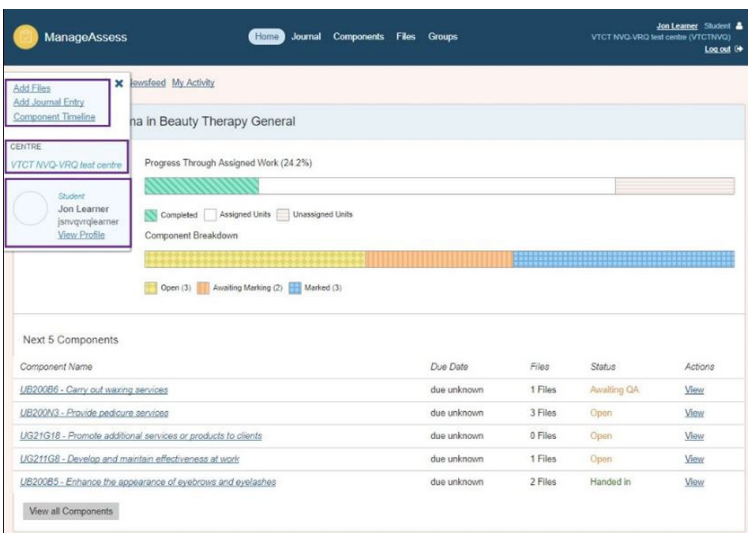 ManageAssess
Home Journal Components Files Groups
Jon Learner Student
VTCT NVQ-VRQ test centre (VTCTNVQ)
Log out
Add Files
Add Journal Entry
Component Timeline
CENTRE
VTCT NVQ-VRQ test centre
Student
Jon Learner
jsnvqvrqlearner
View Profile
Newsfeed My Activity
ma in Beauty Therapy General
Progress Through Assigned Work (24.2%)
Completed Assigned Units Unassigned Units
Component Breakdown
Open (3) Awaiting Marking (2) Marked (3)
Next 5 Components
Component Name Due Date Files Status Actions
UB200B6 - Carry out waxing services due unknown 1 Files Awaiting QA View
UB200N3 - Provide pedicure services due unknown 3 Files Open View
UG21G18 - Promote additional services or products to clients due unknown 0 Files Open View
UG211G8 - Develop and maintain effectiveness at work due unknown 1 Files Open View
UB200B5 - Enhance the appearance of eyebrows and eyelashes due unknown 2 Files Handed in View
View all Components